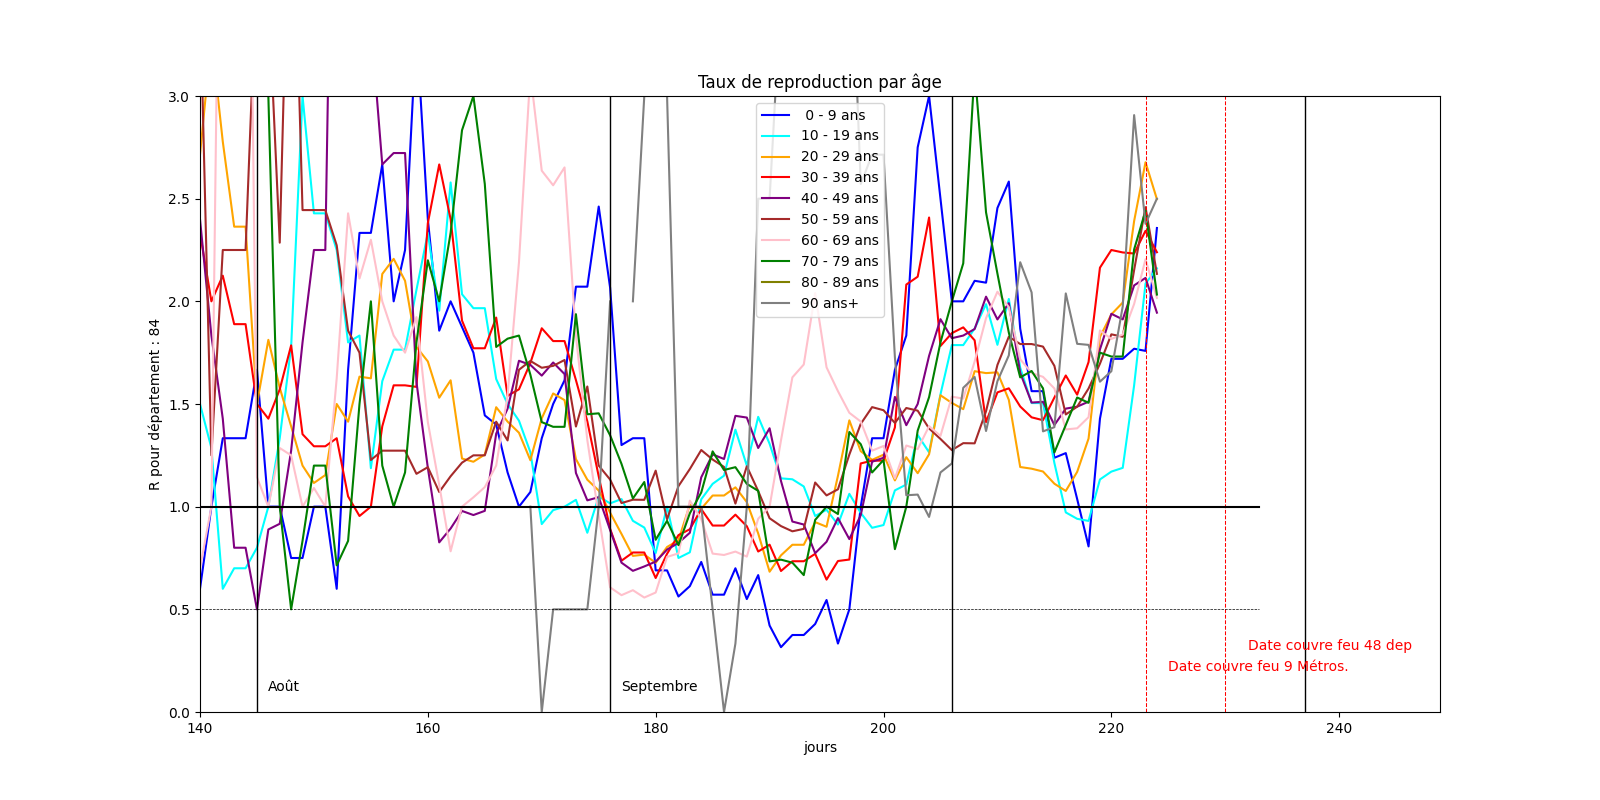 Taux de reproduction par âge
R pour département : 84
3.0
2.5
2.0
1.5
1.0
0.5
0.0
0 - 9 ans
10 - 19 ans
20 - 29 ans
30 - 39 ans
40 - 49 ans
50 - 59 ans
60 - 69 ans
70 - 79 ans
80 - 89 ans
90 ans+
Date couvre feu 48 dep
Date couvre feu 9 Métros.
Août
Septembre
140
160
180
200
220
240
jours